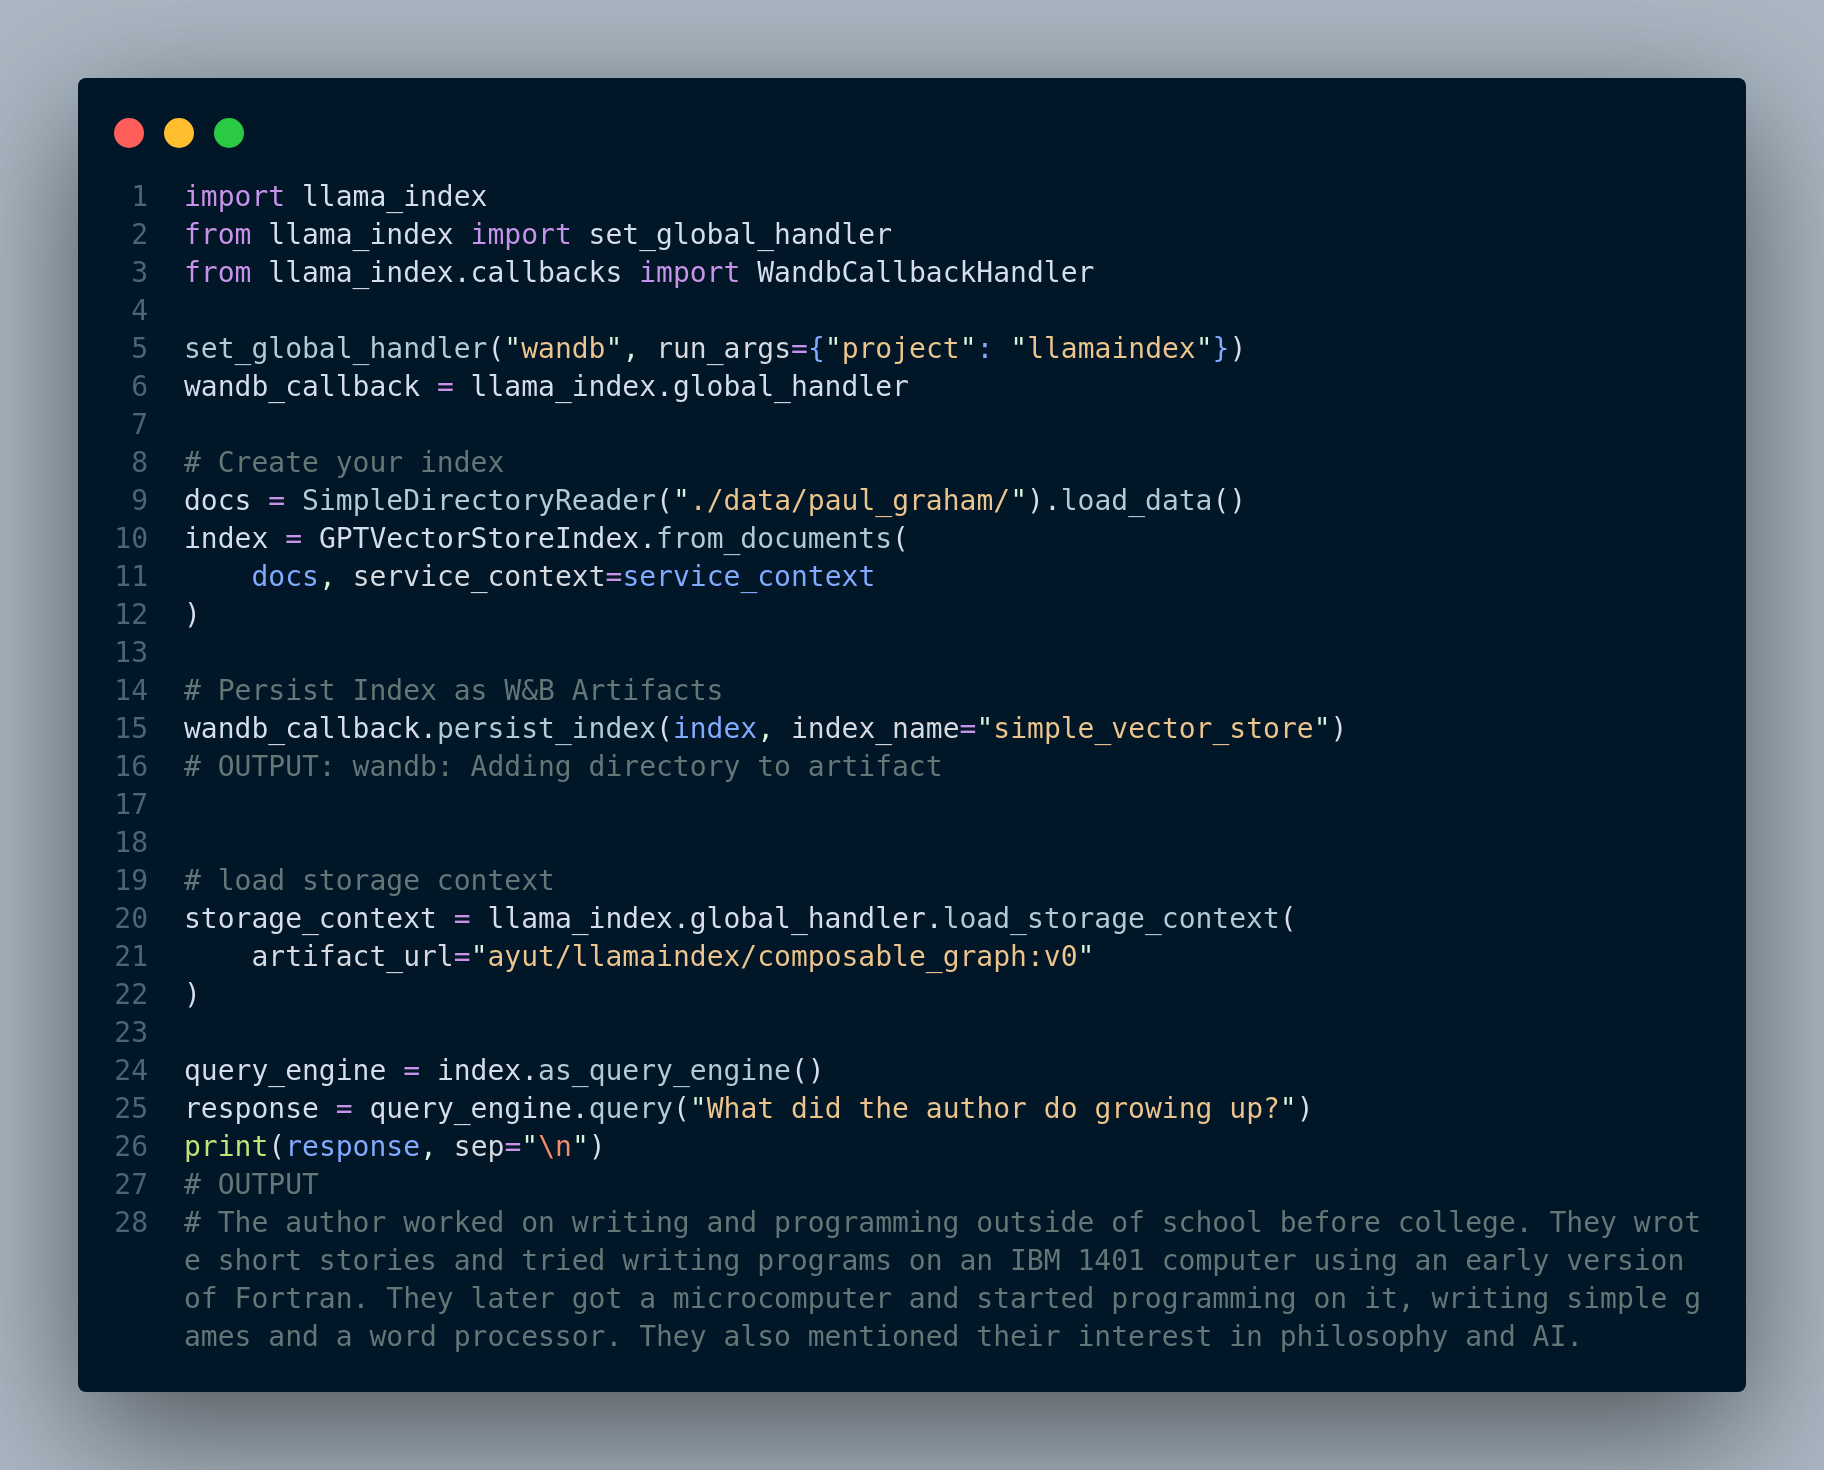 1 import llama_index
2 from llama_index import set_global_handler
3 from llama_index.callbacks import WandbCallbackHandler
4
5 set_global_handler("wandb", run_args={"project": "llamaindex"})
6 wandb_callback = llama_index.global_handler
7
8 # Create your index
9 docs = SimpleDirectoryReader("./data/paul_graham/").load_data()
10 index = GPTVectorStoreIndex.from_documents(
11     docs, service_context=service_context
12 )
13
14 # Persist Index as W&B Artifacts
15 wandb_callback.persist_index(index, index_name="simple_vector_store")
16 # OUTPUT: wandb: Adding directory to artifact
17
18
19 # load storage context
20 storage_context = llama_index.global_handler.load_storage_context(
21     artifact_url="ayut/llamaindex/composable_graph:v0"
22 )
23
24 query_engine = index.as_query_engine()
25 response = query_engine.query("What did the author do growing up?")
26 print(response, sep="\n")
27 # OUTPUT
28 # The author worked on writing and programming outside of school before college. They wrot
e short stories and tried writing programs on an IBM 1401 computer using an early version
of Fortran. They later got a microcomputer and started programming on it, writing simple g
ames and a word processor. They also mentioned their interest in philosophy and AI.